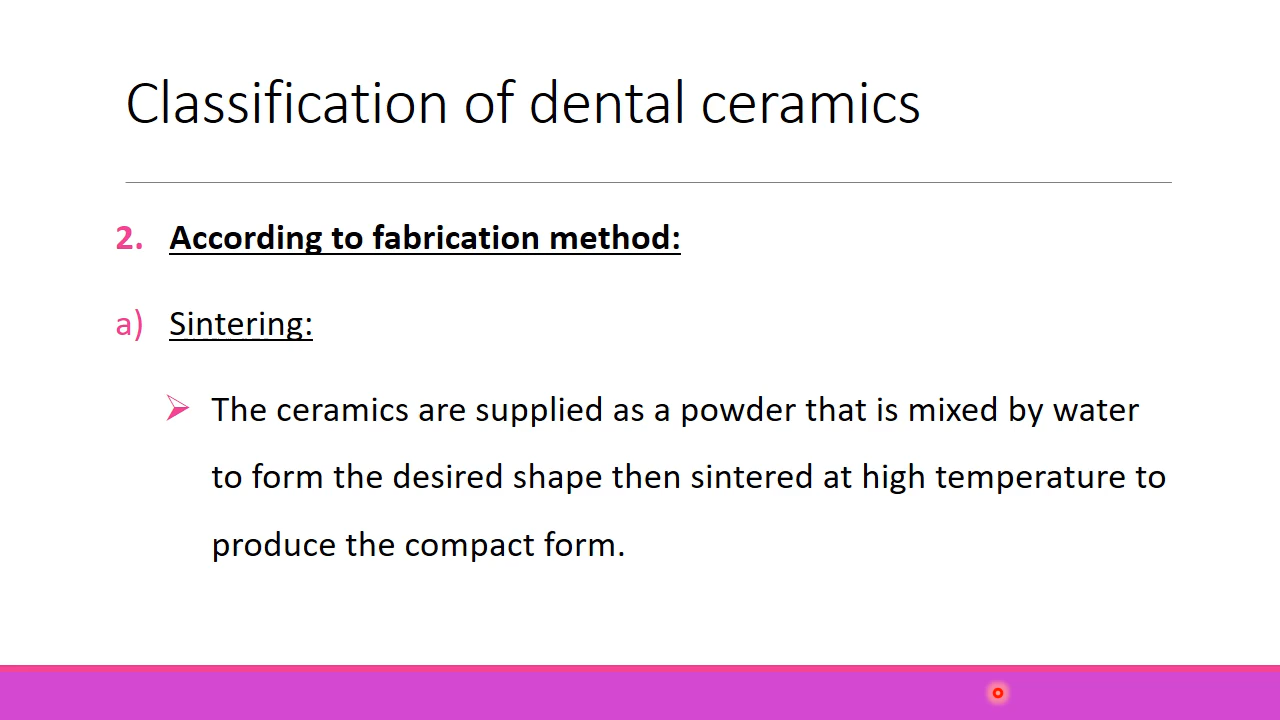 Classification of dental ceramics
2. According to fabrication method:
a) Sintering:
The ceramics are supplied as a powder that is mixed by water
to form the desired shape then sintered at high temperature to
produce the compact form.